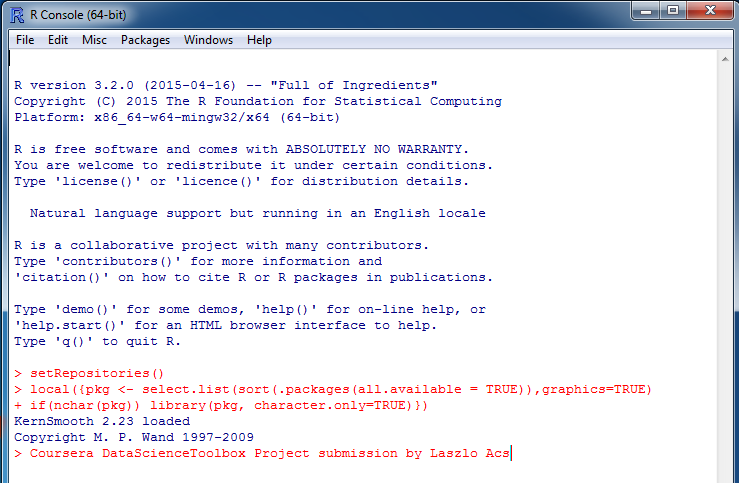 R Console (64-bit)
File Edit Misc Packages Windows Help
R version 3.2.0 (2015-04-16) -- "Full of Ingredients"
Copyright (C) 2015 The R Foundation for Statistical Computing
Platform: x86_64-w64-mingw32/x64 (64-bit)
R is free software and comes with ABSOLUTELY NO WARRANTY.
You are welcome to redistribute it under certain conditions.
Type 'license()' or 'licence()' for distribution details.
Natural language support but running in an English locale
R is a collaborative project with many contributors.
Type 'contributors()' for more information and
'citation()' on how to cite R or R packages in publications.
Type 'demo()' for some demos, 'help()' for on-line help, or
'help.start()' for an HTML browser interface to help.
Type 'q()' to quit R.
> setRepositories()
> local({pkg <- select.list(sort(.packages(all.available = TRUE)),graphics=TRUE)
+ if(nchar(pkg)) library(pkg, character.only=TRUE)})
KernSmooth 2.23 loaded
Copyright M. P. Wand 1997-2009
> Coursera DataScienceToolbox Project submission by Laszlo Acs